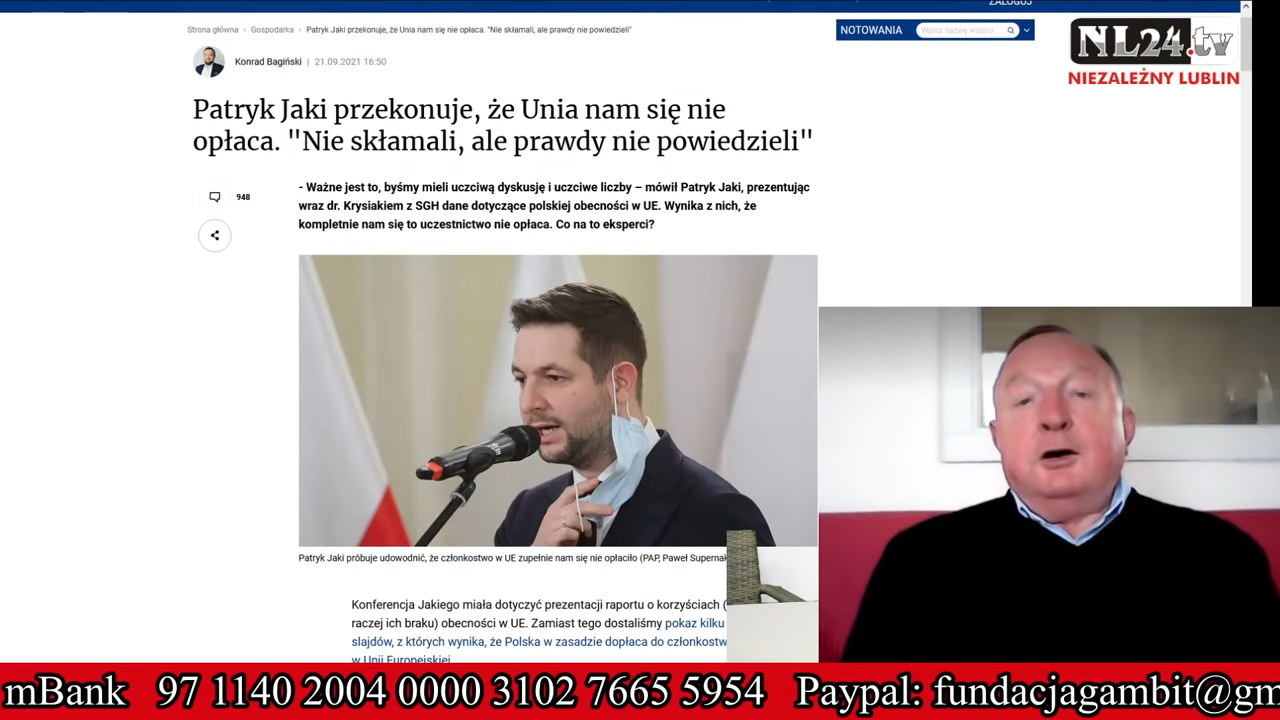 ZALOGUJ
Strona główna › Gospodarka › Patryk Jaki przekonuje, że Unia nam się nie opłaca. "Nie skłamali, ale prawdy nie powiedzieli"
NOTOWANIA
Wpisz nazwę waloru
NL24.tv
NIEZALEŻNY LUBLIN
Konrad Bagiński | 21.09.2021 16:50
Patryk Jaki przekonuje, że Unia nam się nie
opłaca. "Nie skłamali, ale prawdy nie powiedzieli"
948
- Ważne jest to, byśmy mieli uczciwą dyskusję i uczciwe liczby – mówił Patryk Jaki, prezentując
wraz dr. Krysiakiem z SGH dane dotyczące polskiej obecności w UE. Wynika z nich, że
kompletnie nam się to uczestnictwo nie opłaca. Co na to eksperci?
Patryk Jaki próbuje udowodnić, że członkostwo w UE zupełnie nam się nie opłaciło (PAP, Paweł Supernak
Konferencja Jakiego miała dotyczyć prezentacji raportu o korzyściach (
raczej ich braku) obecności w UE. Zamiast tego dostaliśmy pokaz kilku
slajdów, z których wynika, że Polska w zasadzie dopłaca do członkostw
w Unii Europejskiej.
mBank 97 1140 2004 0000 3102 7665 5954 Paypal: fundacjagambit@gm